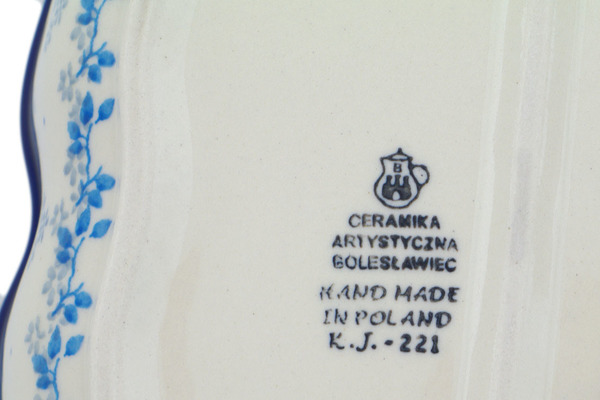 B
CERAMIKA
ARTYSTYCZNA
BOLESŁAWIEC
HAND MADE
IN POLAND
K.J.-221